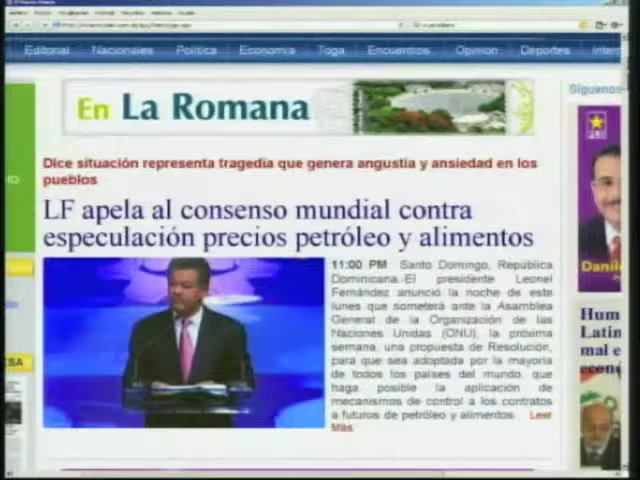 Editorial Nacionales Política Economía Toga Encuentros Opinion Deportes Intern
En La Romana
Síguenos
Dice situación representa tragedia que genera angustia y ansiedad en los
pueblos
LF apela al consenso mundial contra
especulación precios petróleo y alimentos
11:00 PM Santo Domingo, República
Dominicana.-El presidente Leonel
Fernández anunció la noche de este
lunes que someterá ante la Asamblea
General de la Organización de las
Naciones Unidas (ONU), la próxima
semana, una propuesta de Resolución,
para que sea adoptada por la mayoría
de todos los países del mundo, que
haga posible la aplicación de
mecanismos de control a los contratos
a futuros de petróleo y alimentos. Leer
Más
Danilo
Hum
Latin
mal e
econ